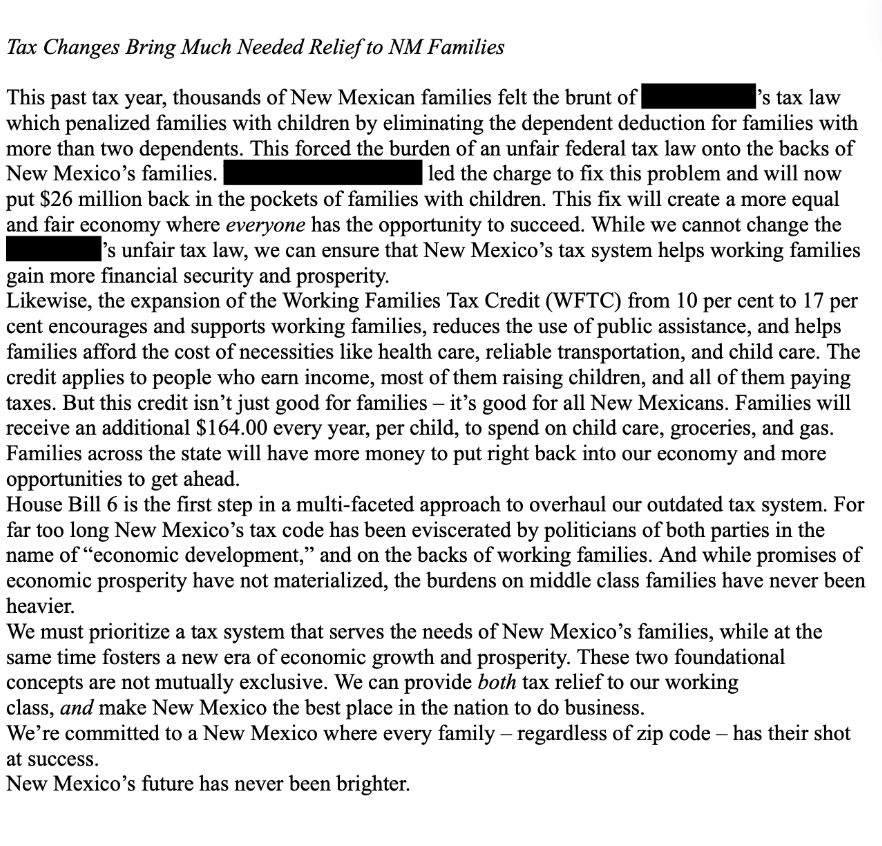 Tax Changes Bring Much Needed Relief to NM Families
This past tax year, thousands of New Mexican families felt the brunt of 's tax law
which penalized families with children by eliminating the dependent deduction for families with
more than two dependents. This forced the burden of an unfair federal tax law onto the backs of
New Mexico’s families. led the charge to fix this problem and will now
put $26 million back in the pockets of families with children. This fix will create a more equal
and fair economy where everyone has the opportunity to succeed. While we cannot change the
’s unfair tax law, we can ensure that New Mexico’s tax system helps working families
gain more financial security and prosperity.
Likewise, the expansion of the Working Families Tax Credit (WFTC) from 10 per cent to 17 per
cent encourages and supports working families, reduces the use of public assistance, and helps
families afford the cost of necessities like health care, reliable transportation, and child care. The
credit applies to people who earn income, most of them raising children, and all of them paying
taxes. But this credit isn’t just good for families – it’s good for all New Mexicans. Families will
receive an additional $164.00 every year, per child, to spend on child care, groceries, and gas.
Families across the state will have more money to put right back into our economy and more
opportunities to get ahead.
House Bill 6 is the first step in a multi-faceted approach to overhaul our outdated tax system. For
far too long New Mexico’s tax code has been eviscerated by politicians of both parties in the
name of “economic development,” and on the backs of working families. And while promises of
economic prosperity have not materialized, the burdens on middle class families have never been
heavier.
We must prioritize a tax system that serves the needs of New Mexico’s families, while at the
same time fosters a new era of economic growth and prosperity. These two foundational
concepts are not mutually exclusive. We can provide both tax relief to our working
class, and make New Mexico the best place in the nation to do business.
We’re committed to a New Mexico where every family – regardless of zip code – has their shot
at success.
New Mexico’s future has never been brighter.